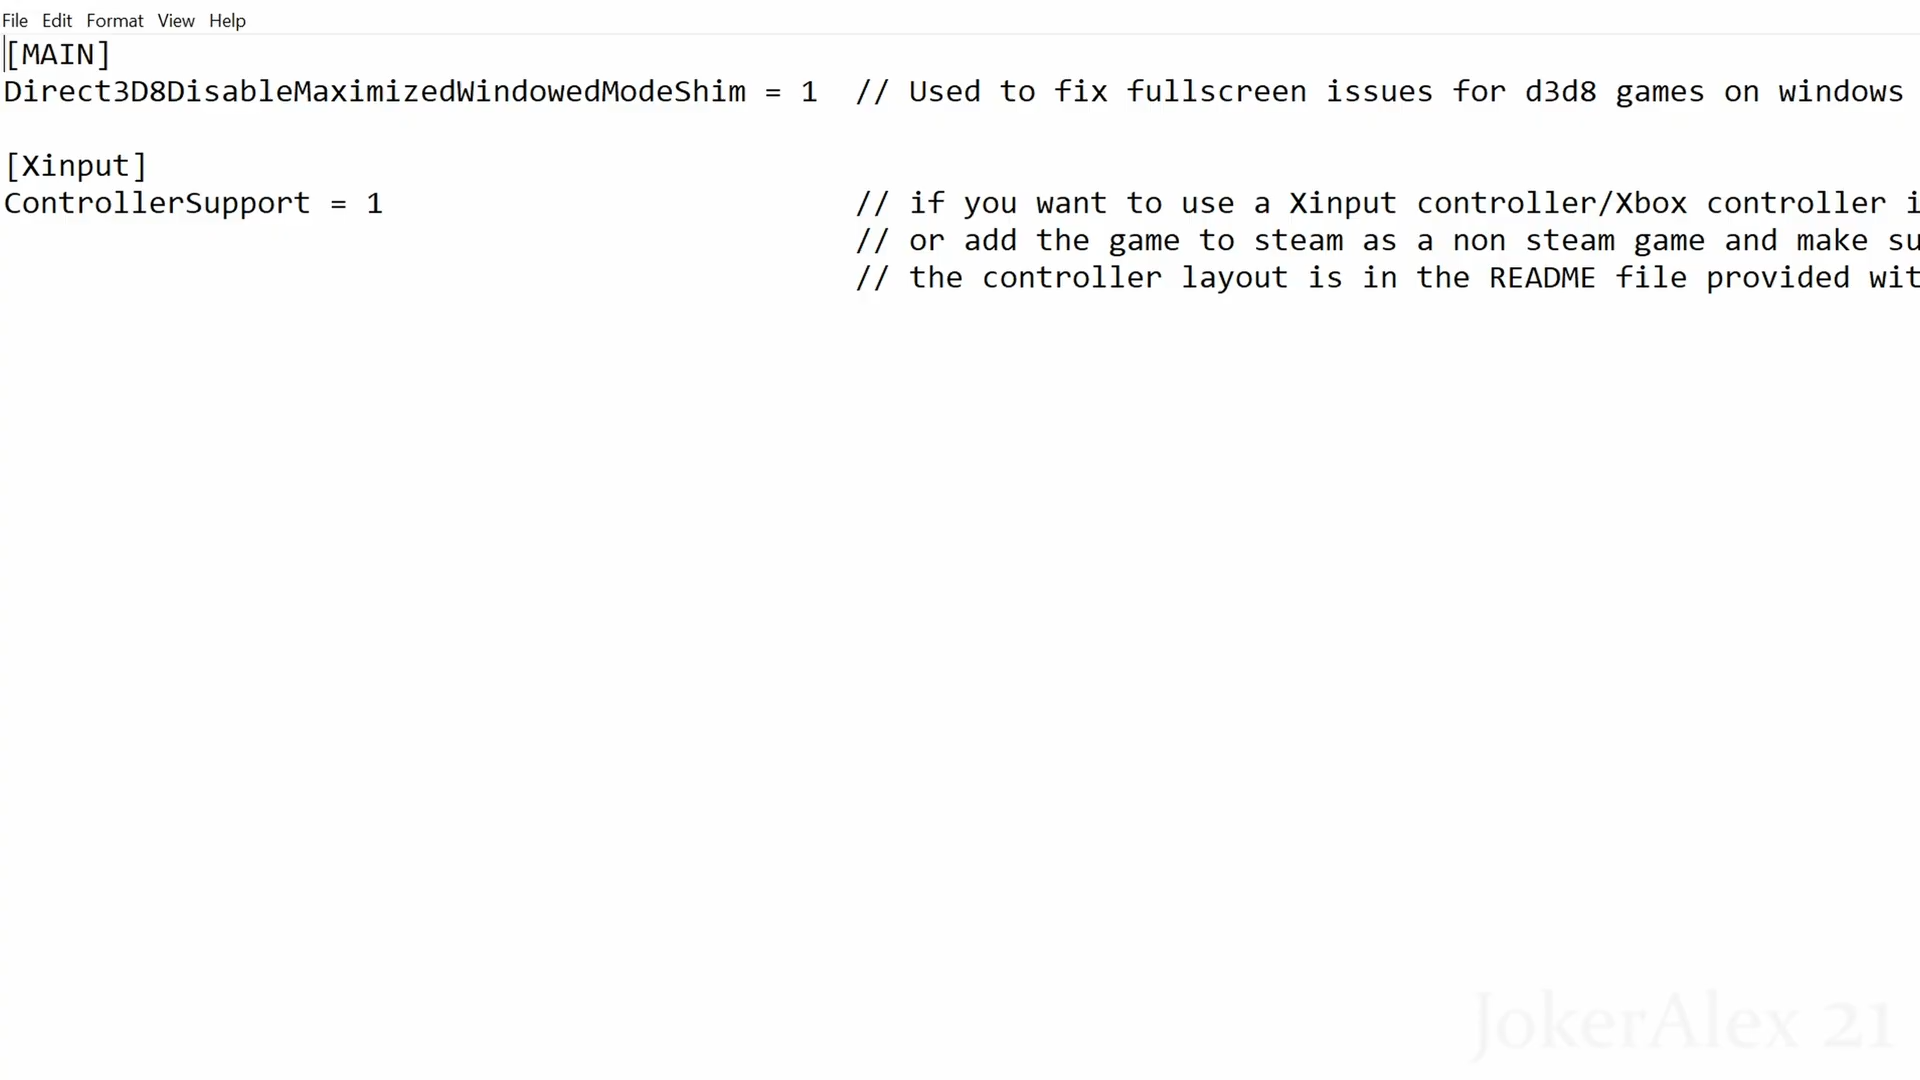 File Edit Format View Help
[MAIN]
Direct3D8DisableMaximizedWindowedModeShim = 1 // Used to fix fullscreen issues for d3d8 games on windows
[Xinput]
ControllerSupport = 1 // if you want to use a Xinput controller/Xbox controller i
// or add the game to steam as a non steam game and make su
// the controller layout is in the README file provided wit
JokerAlex 21